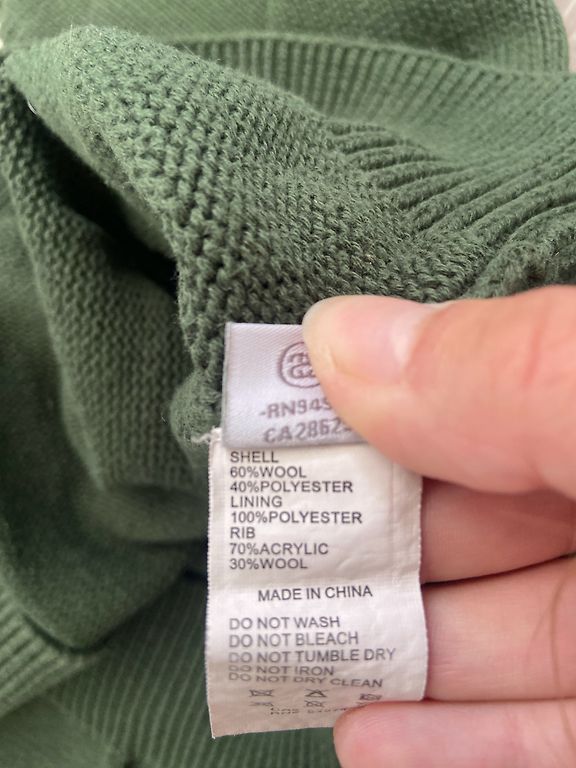 SHELL
60%WOOL
40%POLYESTER
LINING
100%POLYESTER
RIB
70%ACRYLIC
30%WOOL
MADE IN CHINA
DO NOT WASH
DO NOT BLEACH
DO NOT TUMBLE DRY
DO NOT IRON
DO NOT DRY CLEAN